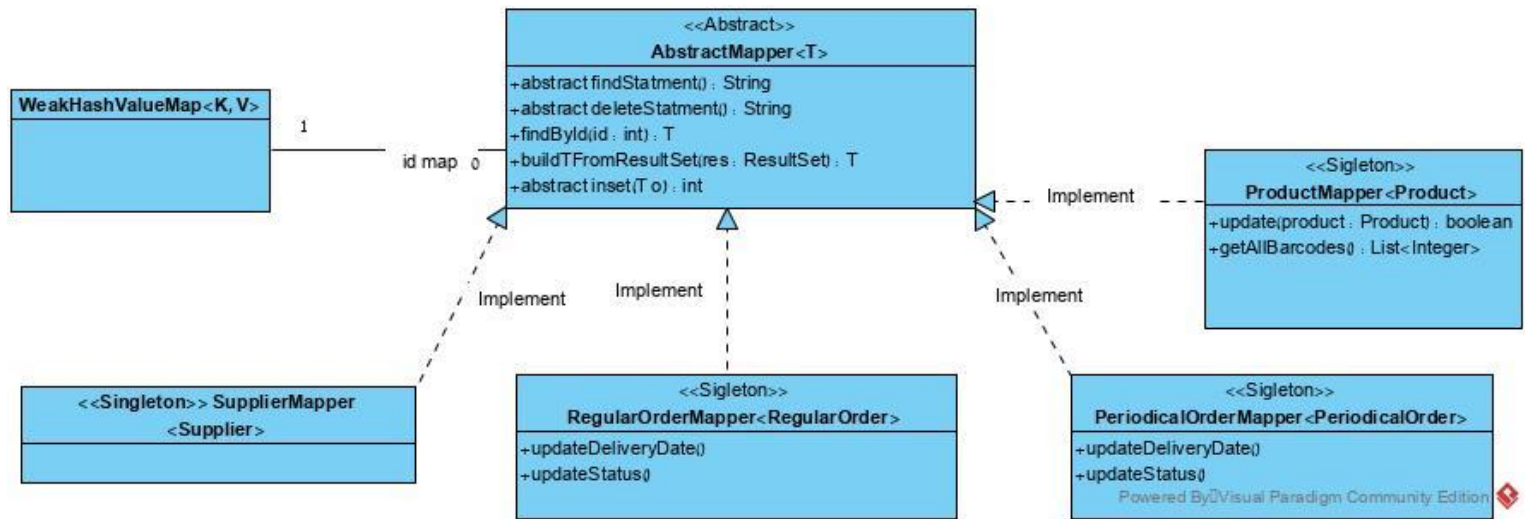 <<Abstract>>
AbstractMapper<T>
+abstract findStatment() : String
+abstract deleteStatment() : String
+findById(id : int) : T
+buildTFromResultSet(res : ResultSet) : T
+abstract inset(T o) : int
WeakHashValueMap<K, V>
1
id map
0
<<Sigleton>>
ProductMapper<Product>
+update(product : Product) : boolean
+getAllBarcodes() : List<Integer>
Implement
Implement
Implement
Implement
<<Singleton>> SupplierMapper
<Supplier>
<<Sigleton>>
RegularOrderMapper<RegularOrder>
+updateDeliveryDate()
+updateStatus()
<<Sigleton>>
PeriodicalOrderMapper<PeriodicalOrder>
+updateDeliveryDate()
+updateStatus()
Powered By Visual Paradigm Community Edition